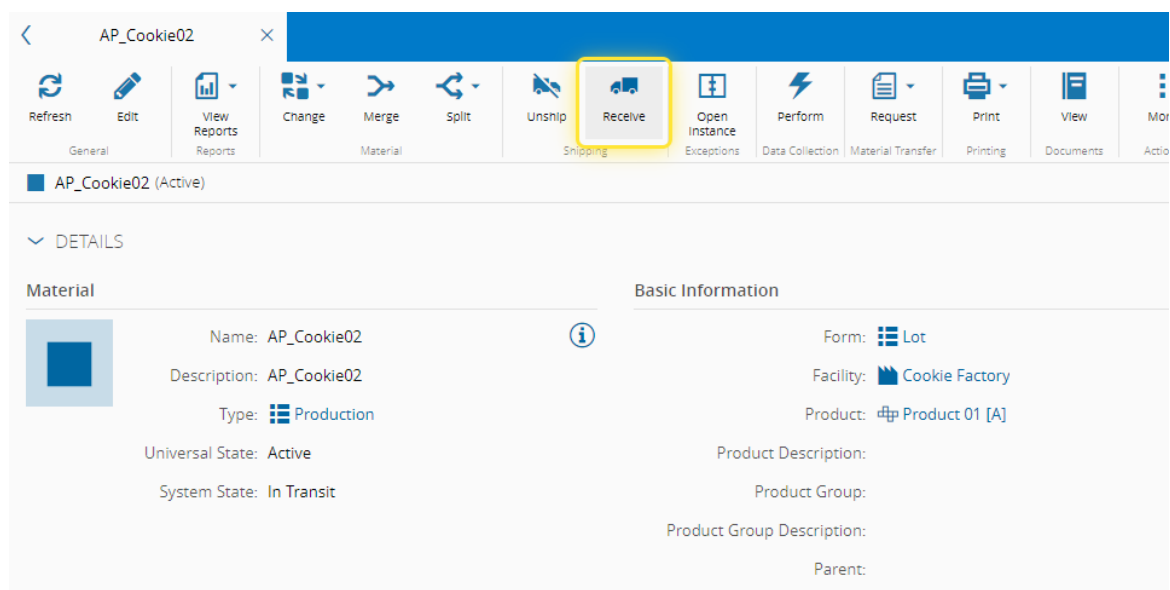 AP_Cookie02
Refresh Edit View Reports Change Merge Split Unship Receive Open Instance Perform Request Print View
General Reports Material Shipping Exceptions Data Collection Material Transfer Printing Documents
AP_Cookie02 (Active)
DETAILS
Material Basic Information
Name: AP_Cookie02 Form: Lot
Description: AP_Cookie02 Facility: Cookie Factory
Type: Production Product: Product 01 [A]
Universal State: Active Product Description:
System State: In Transit Product Group:
Product Group Description:
Parent: